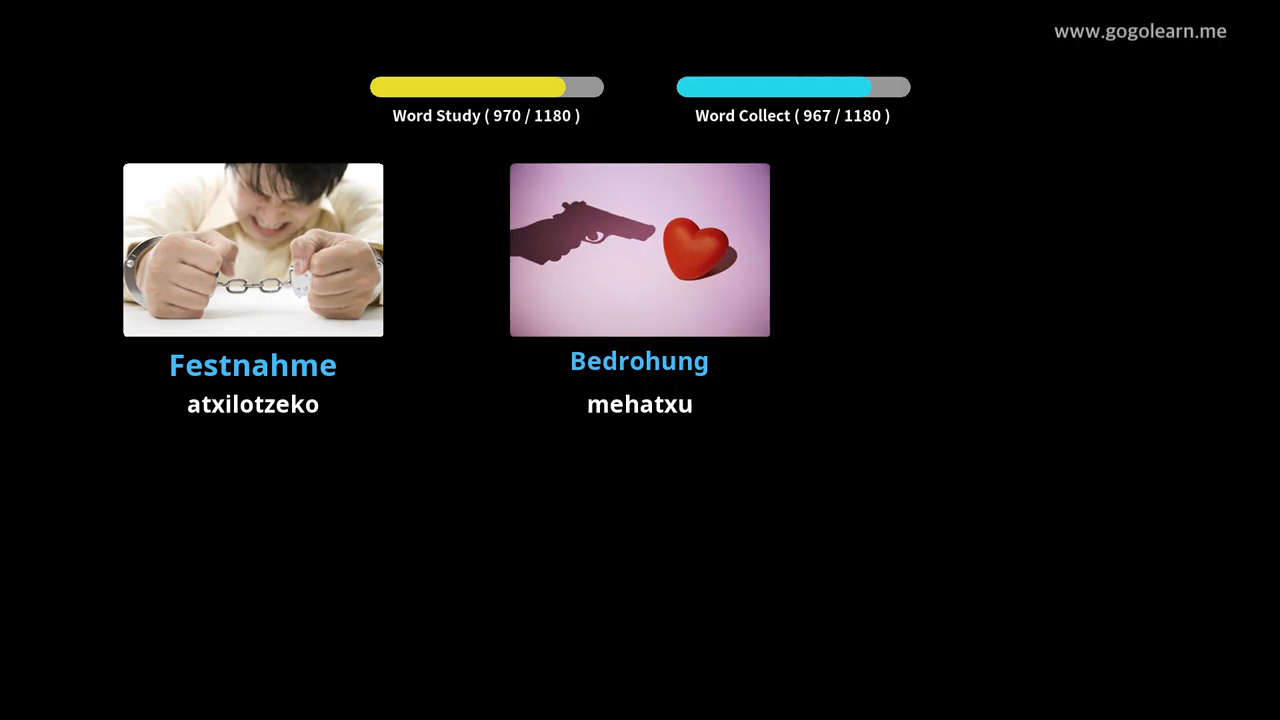 www.gogolearn.me
Word Study ( 970 / 1180 )
Word Collect ( 967 / 1180 )
Festnahme
atxilotzeko
Bedrohung
mehatxu